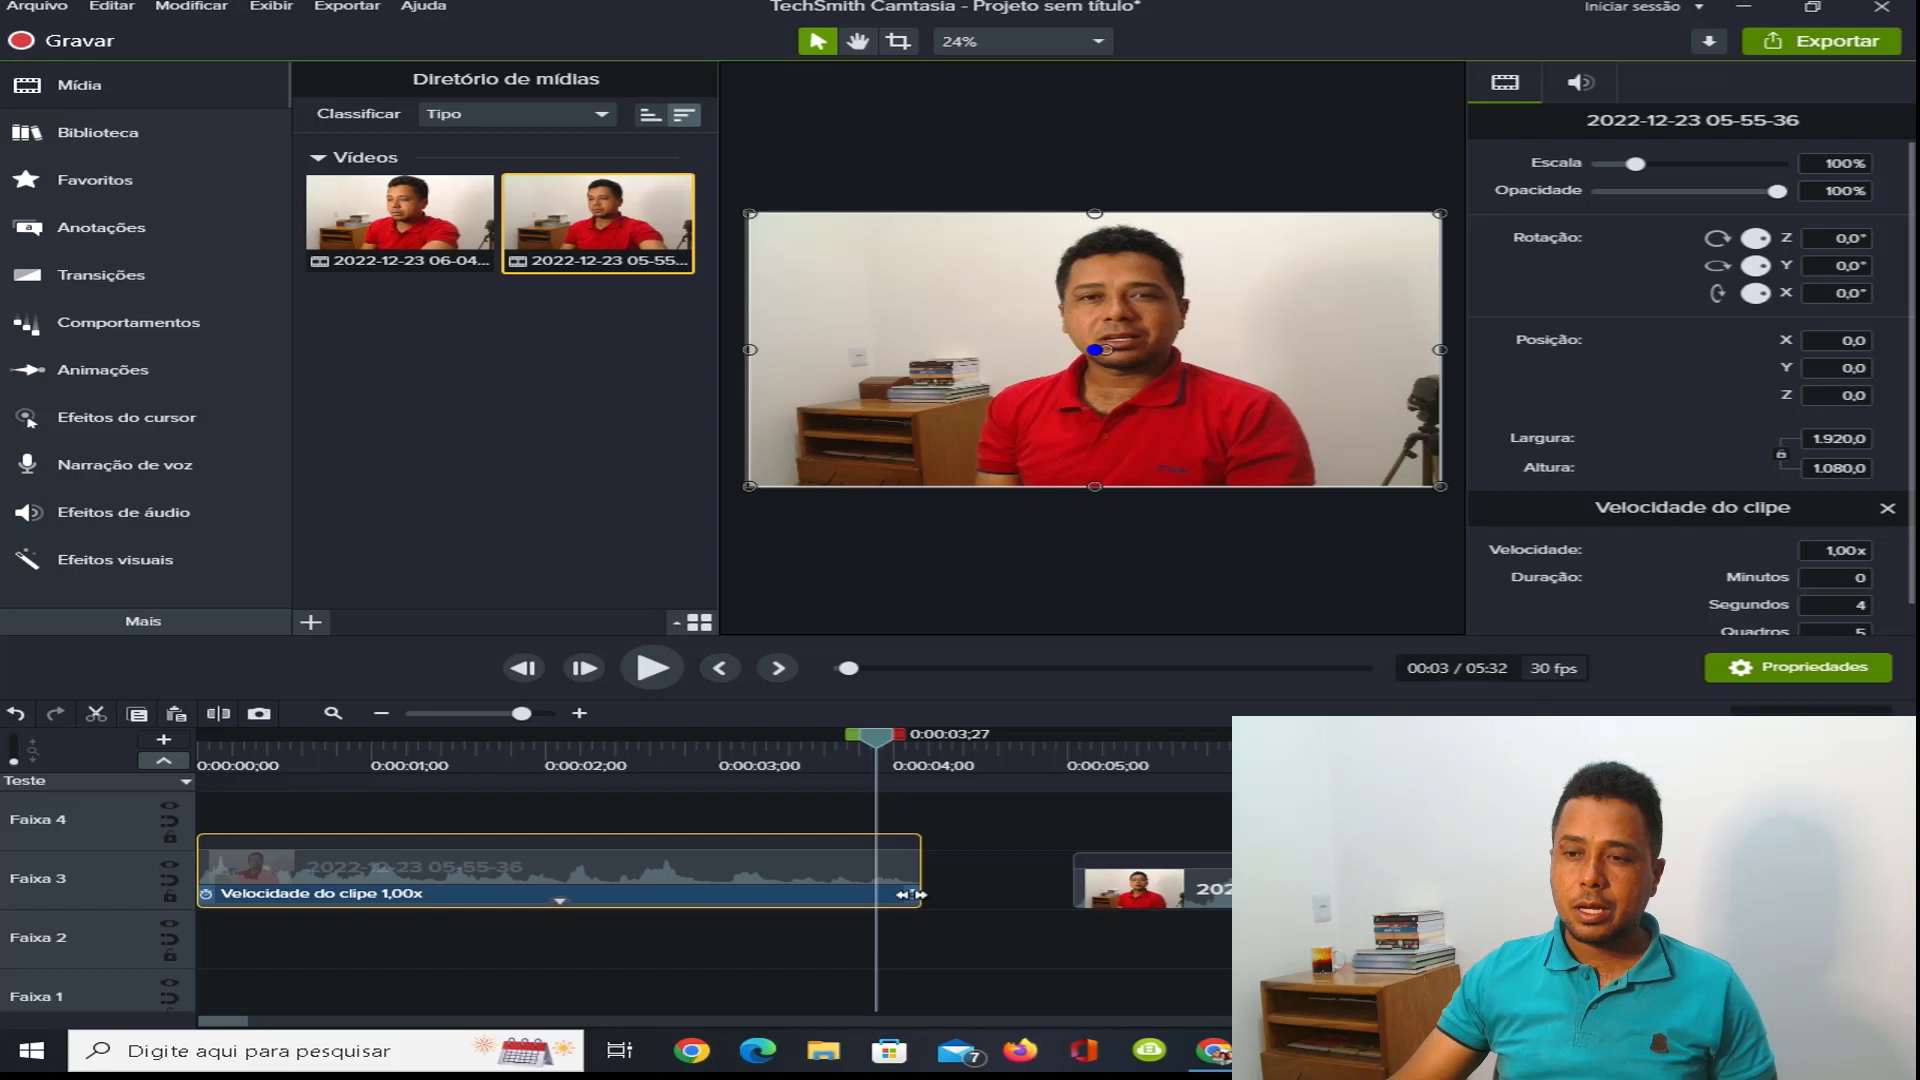 Arquivo Editar Modificar Exibir Exportar Ajuda
TechSmith Camtasia - Projeto sem título*
Iniciar sessão
Gravar
24%
Exportar
Mídia
Biblioteca
Favoritos
Anotações
Transições
Comportamentos
Animações
Efeitos do cursor
Narração de voz
Efeitos de áudio
Efeitos visuais
Mais
Diretório de mídias
Classificar Tipo
Vídeos
2022-12-23 06-04... 2022-12-23 05-55...
2022-12-23 05-55-36
Escala 100%
Opacidade 100%
Rotação: Z 0,0°
Y 0,0°
X 0,0°
Posição: X 0,0
Y 0,0
Z 0,0
Largura: 1.920,0
Altura: 1.080,0
Velocidade do clipe
Velocidade: 1,00x
Duração: Minutos 0
Segundos 4
Quadros 5
00:03 / 05:32 30 fps
Propriedades
0:00:03;27
0:00:00;00 0:00:01;00 0:00:02;00 0:00:03;00 0:00:04;00 0:00:05;00
Teste
Faixa 4
Faixa 3
2022-12-23 05-55-36
Velocidade do clipe 1,00x
202
Faixa 2
Faixa 1
Digite aqui para pesquisar
7